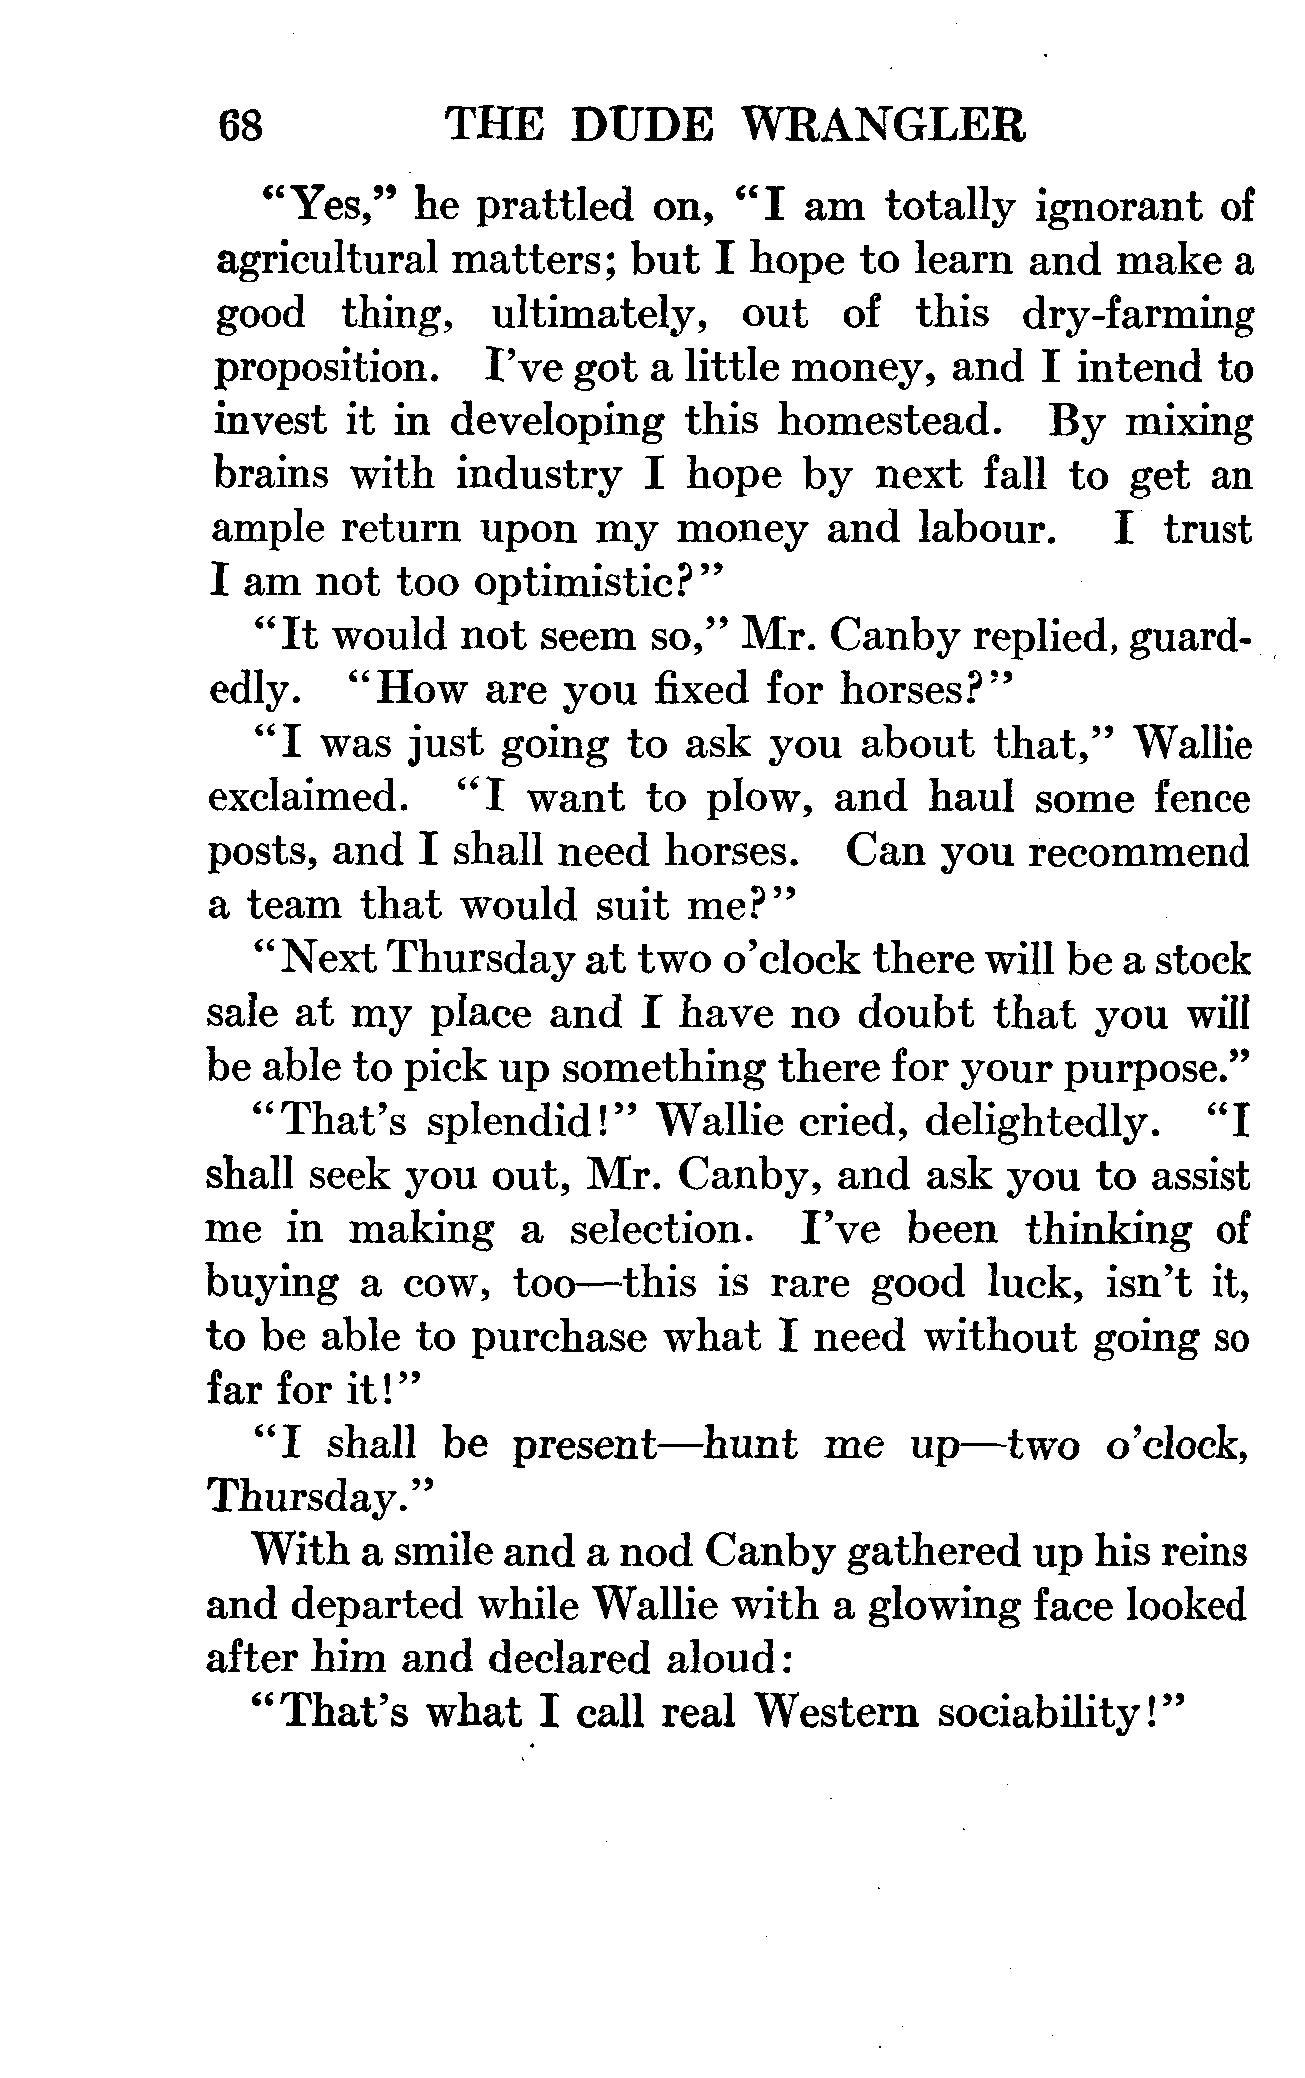 68 THE DUDE WRANGLER
“Yes,” he prattled on, “I am totally ignorant of
agricultural matters; but I hope to learn and make a
good thing, ultimately, out of this dry-farming
proposition. I’ve got a little money, and I intend to
invest it in developing this homestead. By mixing
brains with industry I hope by next fall to get an
ample return upon my money and labour. I trust
I am not too optimistic?”
“It would not seem so,” Mr. Canby replied, guard-
edly. “How are you fixed for horses?”
“I was just going to ask you about that,” Wallie
exclaimed. “I want to plow, and haul some fence
posts, and I shall need horses. Can you recommend
a team that would suit me?”
“Next Thursday at two o’clock there will be a stock
sale at my place and I have no doubt that you will
be able to pick up something there for your purpose.”
“That’s splendid!” Wallie cried, delightedly. “I
shall seek you out, Mr. Canby, and ask you to assist
me in making a selection. I’ve been thinking of
buying a cow, too—this is rare good luck, isn’t it,
to be able to purchase what I need without going so
far for it!”
“I shall be present—hunt me up—two o’clock,
Thursday.”
With a smile and a nod Canby gathered up his reins
and departed while Wallie with a glowing face looked
after him and declared aloud:
“That’s what I call real Western sociability!”